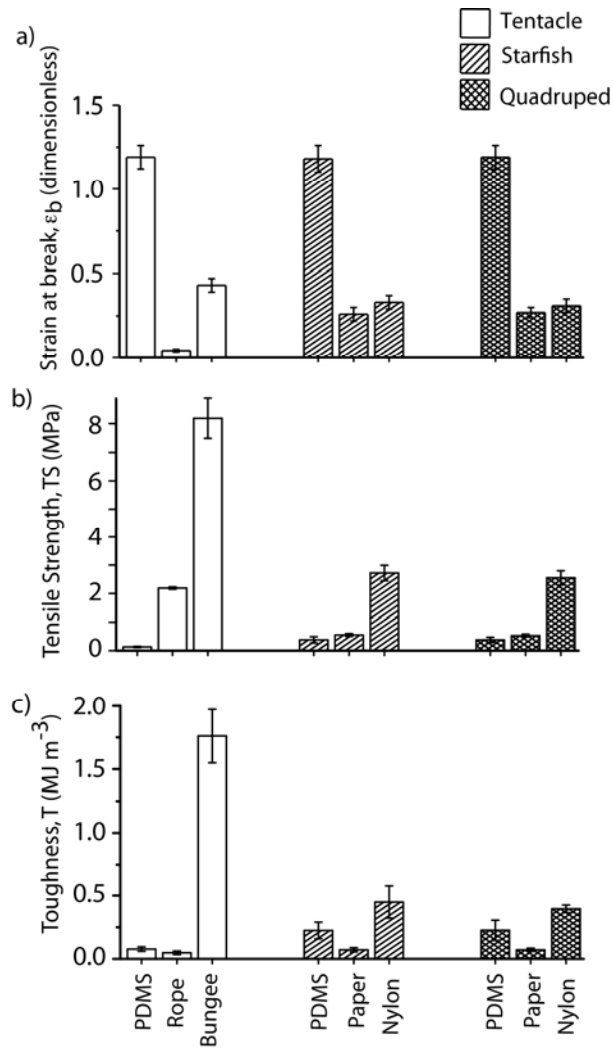 Tentacle
Starfish
Quadruped
a)
Strain at break, εb (dimensionless)
1.5
1.0
0.5
0.0
b)
Tensile Strength, TS (MPa)
8
6
4
2
0
c)
Toughness, T (MJ m⁻³)
2.0
1.5
1.0
0.5
0.0
PDMS
Rope
Bungee
PDMS
Paper
Nylon
PDMS
Paper
Nylon